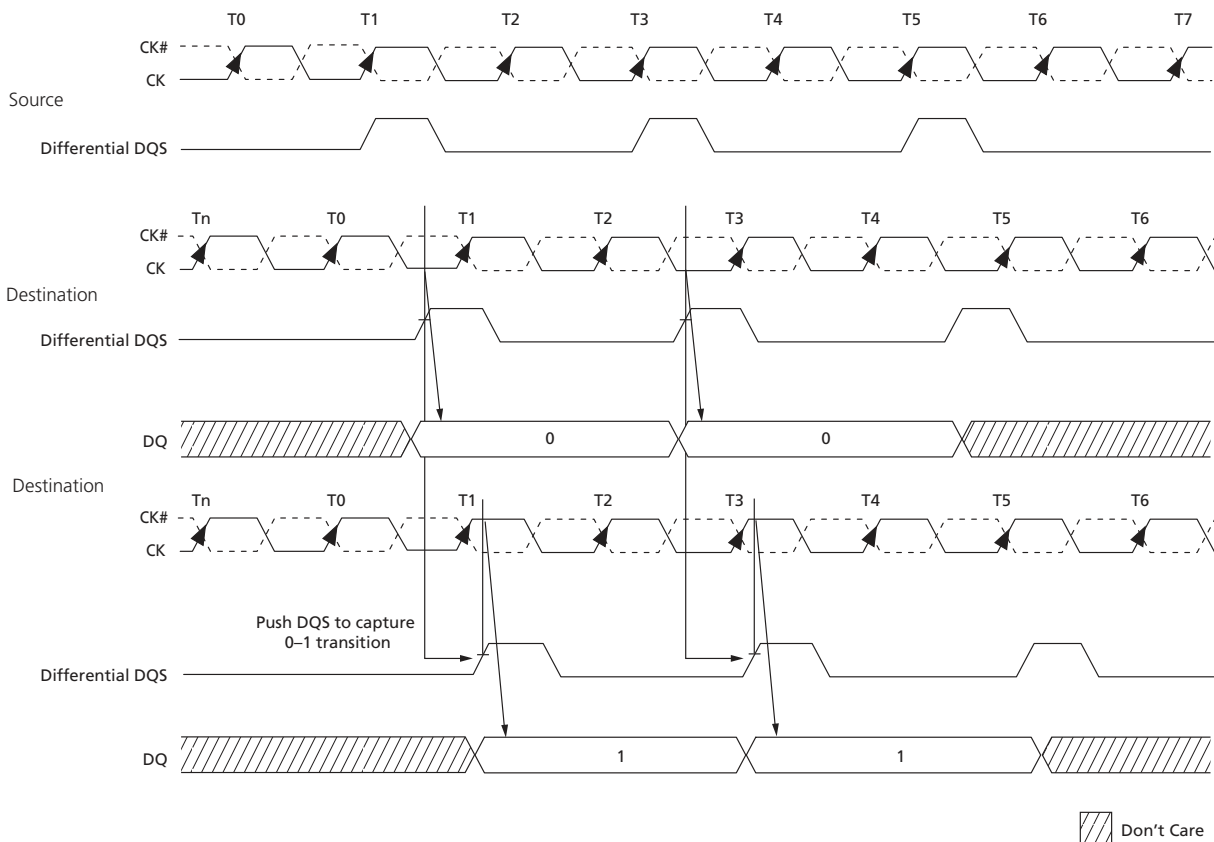 T0 T1 T2 T3 T4 T5 T6 T7
CK#
CK
Source
Differential DQS
Tn T0 T1 T2 T3 T4 T5 T6
CK#
CK
Destination
Differential DQS
DQ 0 0
Destination
Tn T0 T1 T2 T3 T4 T5 T6
CK#
CK
Push DQS to capture
0–1 transition
Differential DQS
DQ 1 1
Don't Care